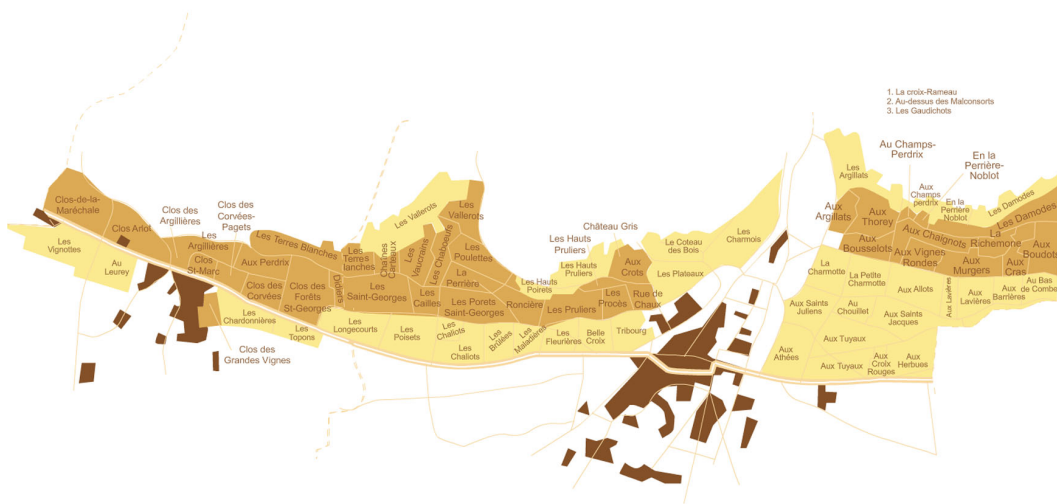 1. La croix-Rameau
2. Au-dessus des Malconsorts
3. Les Gaudichots
Au Champs-
Perdrix
En la
Perrière-
Noblot
Clos-de-la-
Maréchale
Clos Arlot
Les
Vignottes
Au
Leurey
Clos des
Argillières
Clos des
Corvées-
Pagets
Les
Argillières
Clos
St-Marc
Les Terres Blanches
Aux Perdrix
Clos des
Corvées
Clos des
Forêts
St-Georges
Didiers
Les
Chardonnières
Les
Topons
Clos des
Grandes Vignes
Les
Terres
lanches
Chaînes
Carteaux
Les Vallerots
Les
Vallerots
Les
Saint-Georges
Les
Vaucrains
Les Chaboeufs
Les
Poulettes
La
Perrière
Les
Cailles
Les Porets
Saint-Georges
Les
Longecourts
Les
Poisets
Les
Chaliots
Les
Chaliots
Les
Brûlées
Les
Maladières
Les Hauts
Poirets
Roncière
Les Hauts
Pruliers
Les Hauts
Pruliers
Château Gris
Les Pruliers
Aux
Crots
Les
Procès
Rue de
Chaux
Les
Fleurières
Belle
Croix
Tribourg
Le Coteau
des Bois
Les Plateaux
Les
Charmois
Les
Argillats
Aux
Argillats
Aux
Thorey
Aux
Champs
perdrix
En la
Perrière
Noblot
Les Damodes
Les Damodes
Aux Chaignots
La
Richemone
Aux
Boudots
Aux
Bousselots
Aux Vignes
Rondes
Aux
Murgers
Aux
Cras
La
Charmotte
La Petite
Charmotte
Aux Allots
Aux Lavières
Aux
Lavières
Aux
Barrières
Au Bas
de Combe
Aux Saints
Juliens
Au
Chouillet
Aux Saints
Jacques
Aux
Athées
Aux Tuyaux
Aux Tuyaux
Aux
Croix
Rouges
Aux
Herbues